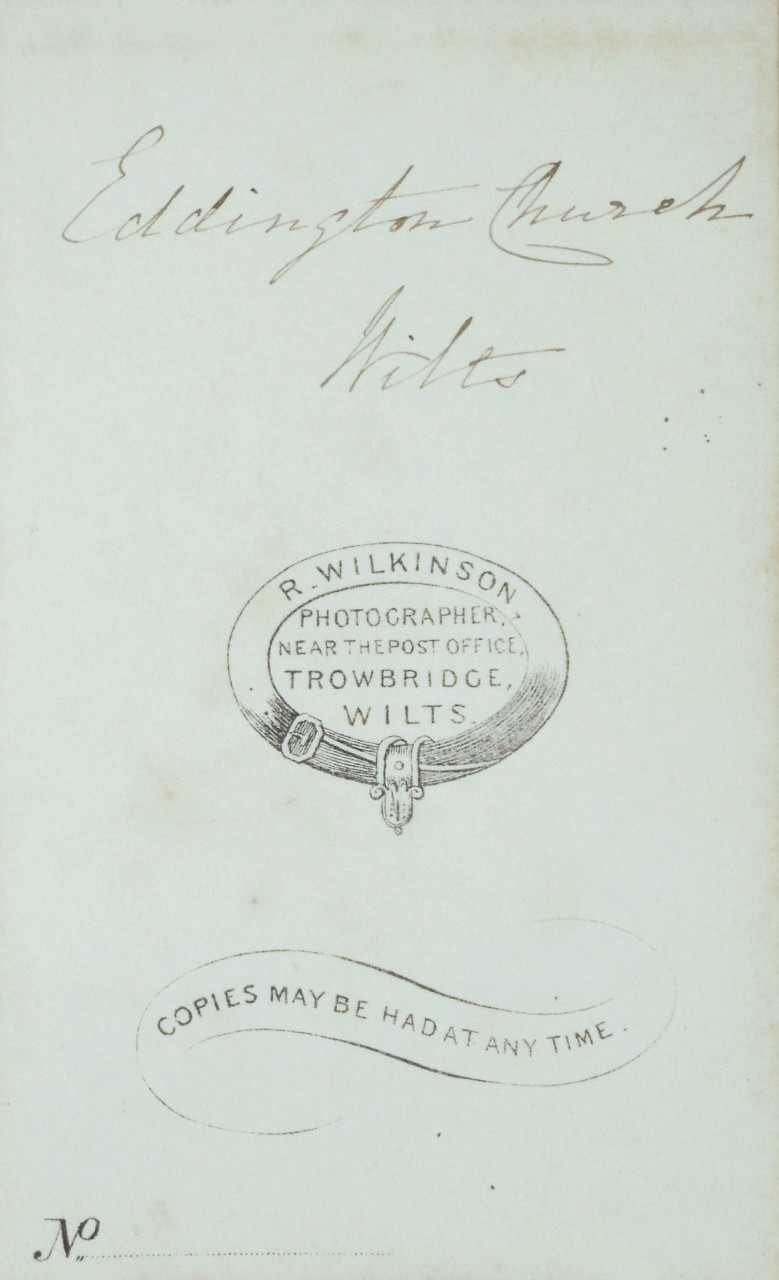 Eddington Church
Wilts
R. WILKINSON,
PHOTOGRAPHER,
NEAR THE POST OFFICE,
TROWBRIDGE,
WILTS.
COPIES MAY BE HAD AT ANY TIME.
No